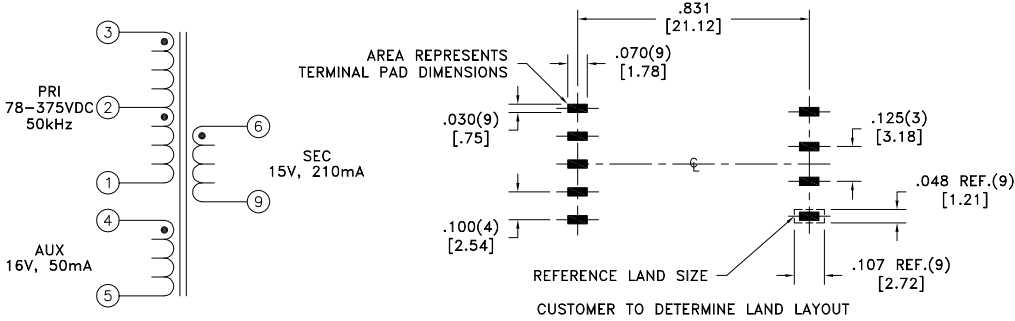 3
PRI
78-375VDC
50kHz
2
1
6
SEC
15V, 210mA
9
4
AUX
16V, 50mA
5
.831
[21.12]
AREA REPRESENTS
TERMINAL PAD DIMENSIONS
.070(9)
[1.78]
.030(9)
[.75]
.125(3)
[3.18]
℄
.048 REF.(9)
[1.21]
.100(4)
[2.54]
REFERENCE LAND SIZE
.107 REF.(9)
[2.72]
CUSTOMER TO DETERMINE LAND LAYOUT